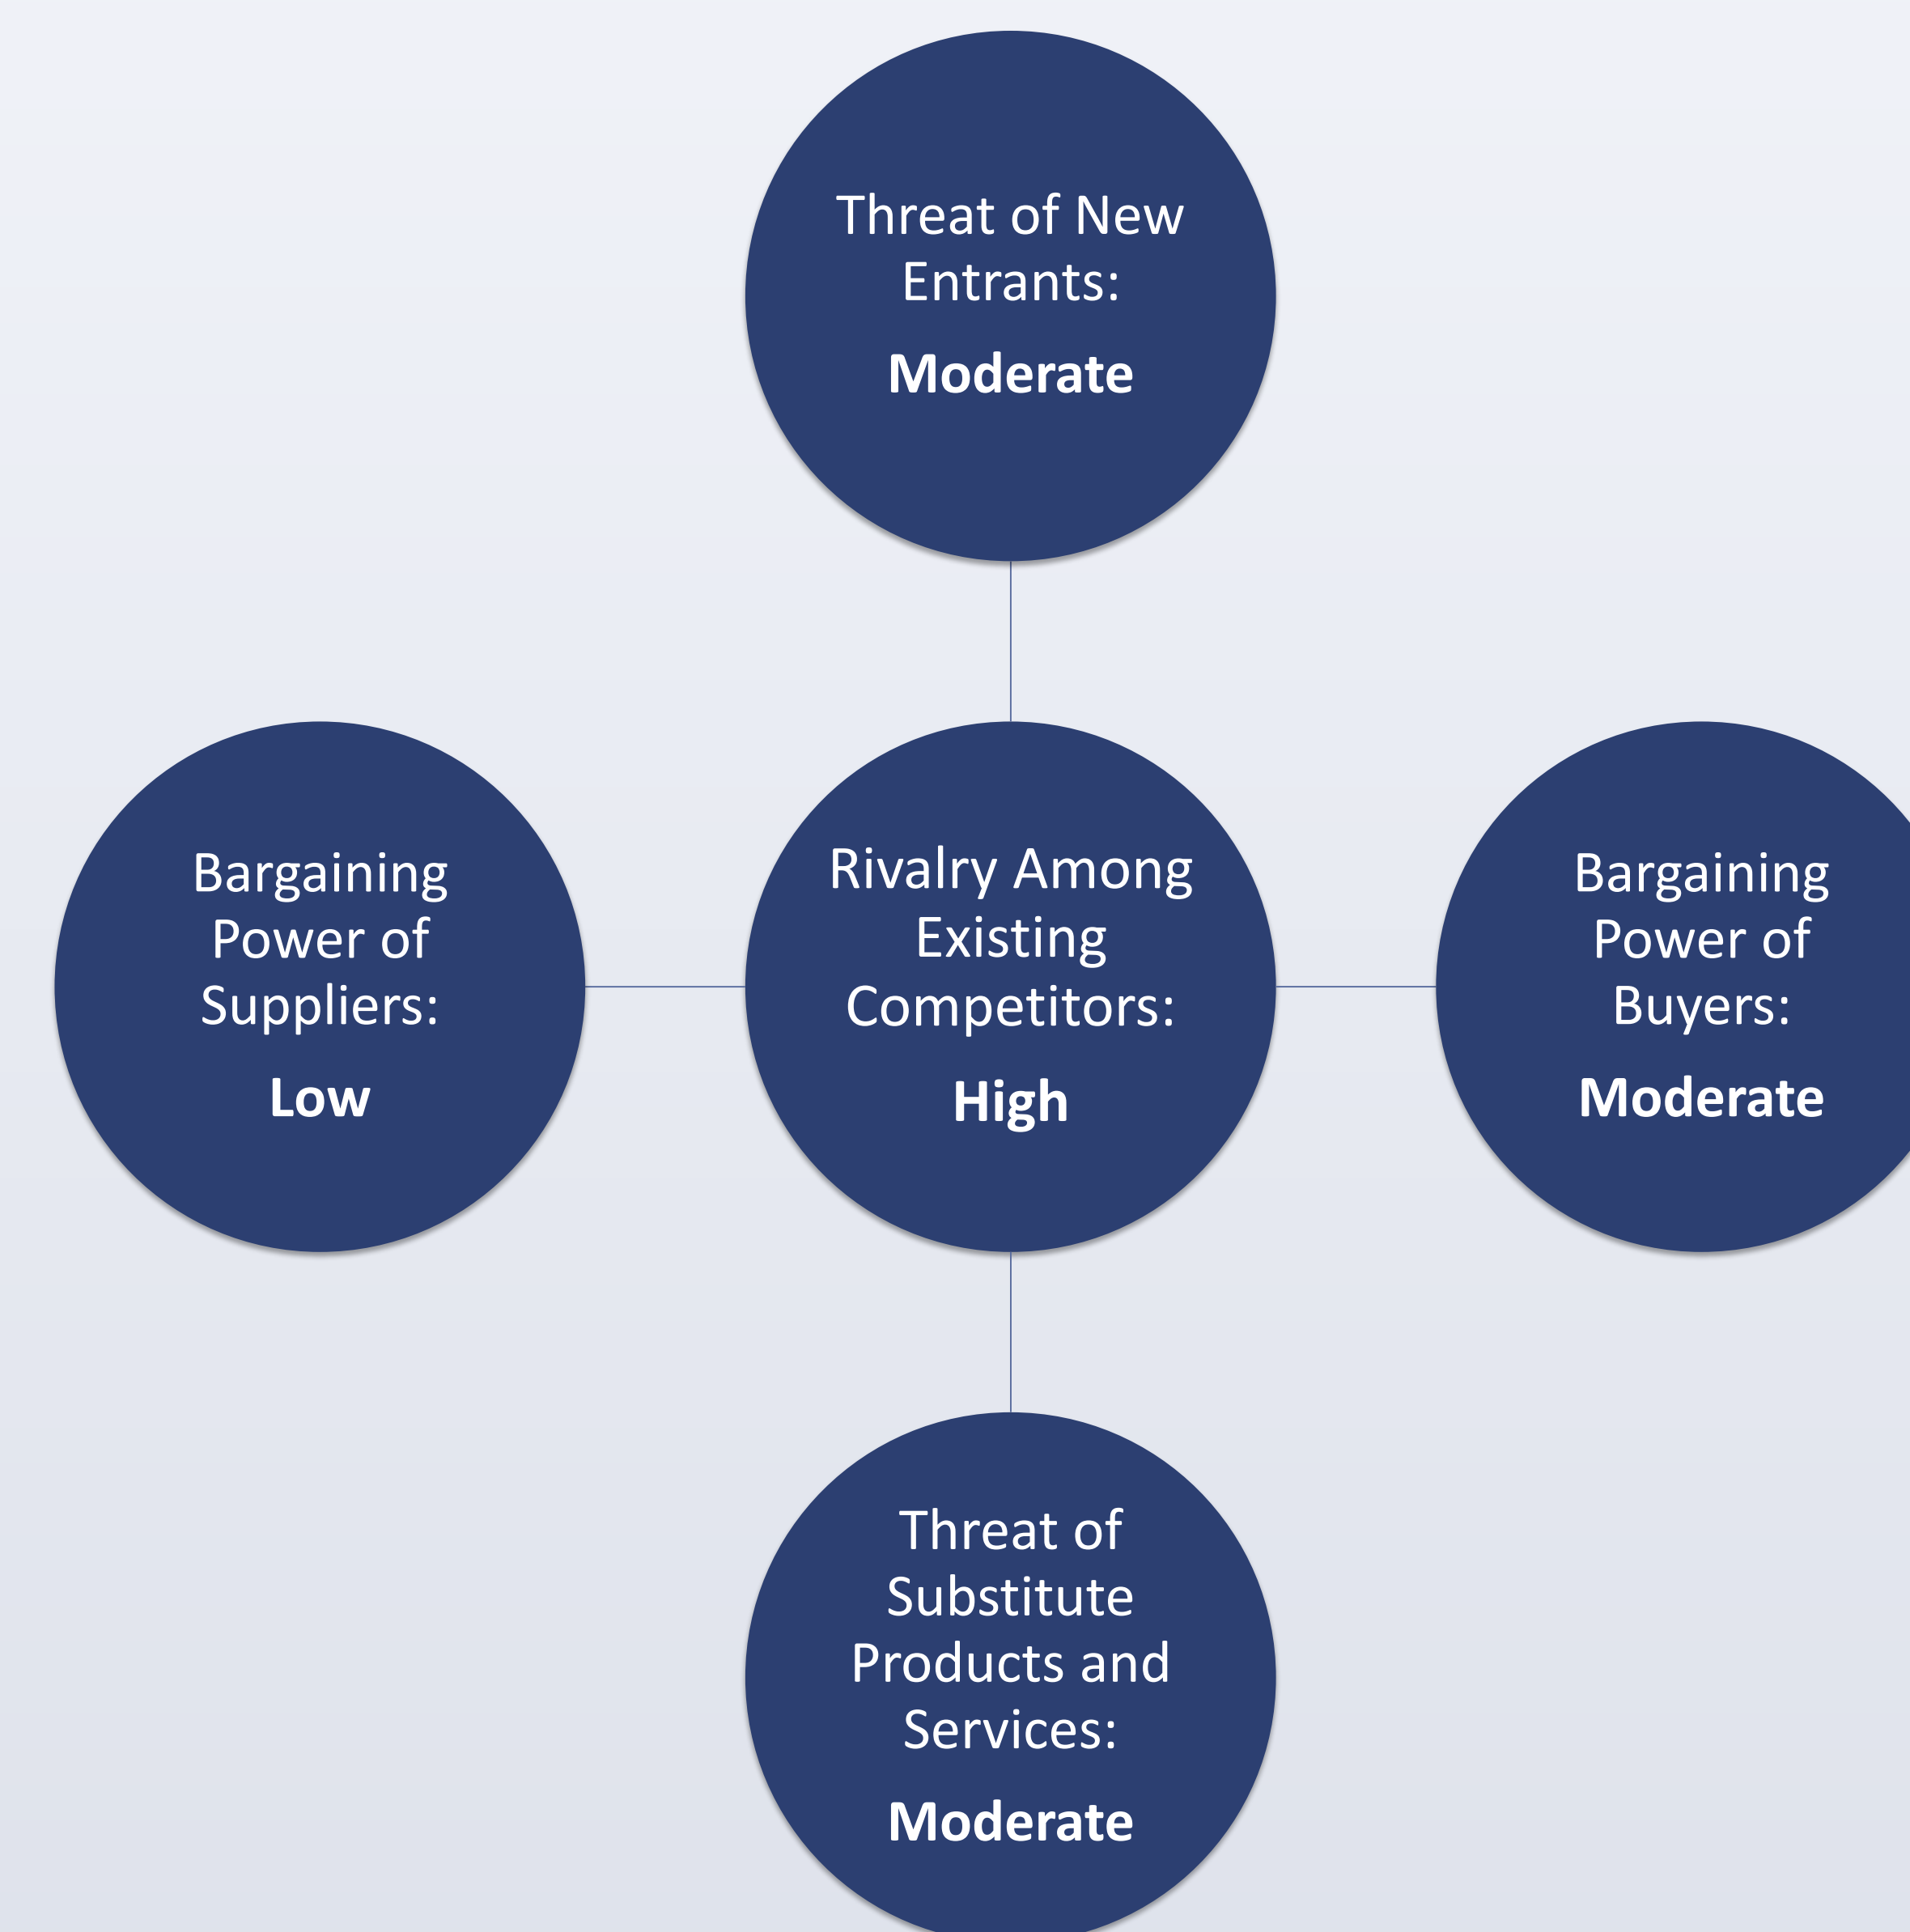 Threat of New
Entrants:
Moderate
Bargaining
Power of
Suppliers:
Low
Rivalry Among
Existing
Competitors:
High
Bargaining
Power of
Buyers:
Moderate
Threat of
Substitute
Products and
Services:
Moderate